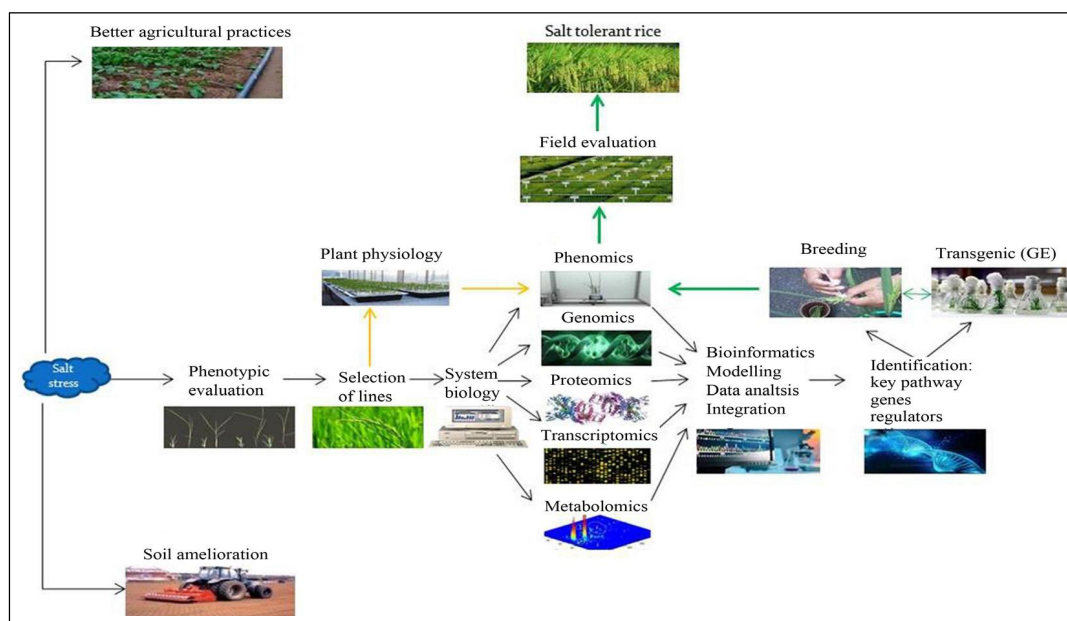 Better agricultural practices
Salt tolerant rice
Field evaluation
Plant physiology
Phenomics
Breeding
Transgenic (GE)
Genomics
Salt
stress
Phenotypic
evaluation
Selection
of lines
System
biology
Proteomics
Transcriptomics
Metabolomics
Bioinformatics
Modelling
Data analtsis
Integration
Identification:
key pathway
genes
regulators
Soil amelioration